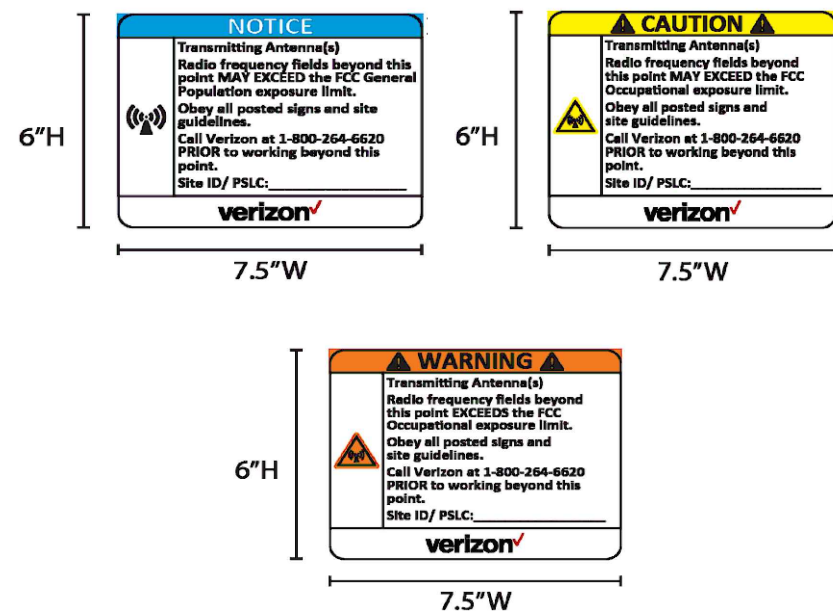 NOTICE
Transmitting Antenna(s)
Radio frequency fields beyond this
point MAY EXCEED the FCC General
Population exposure limit.
Obey all posted signs and site
guidelines.
Call Verizon at 1-800-264-6620
PRIOR to working beyond this
point.
Site ID/ PSLC:____________________
verizon
6”H
7.5”W
CAUTION
Transmitting Antenna(s)
Radio frequency fields beyond
this point MAY EXCEED the FCC
Occupational exposure limit.
Obey all posted signs and
site guidelines.
Call Verizon at 1-800-264-6620
PRIOR to working beyond this
point.
Site ID/ PSLC:____________________
verizon
6”H
7.5”W
WARNING
Transmitting Antenna(s)
Radio frequency fields beyond
this point EXCEEDS the FCC
Occupational exposure limit.
Obey all posted signs and
site guidelines.
Call Verizon at 1-800-264-6620
PRIOR to working beyond this
point.
Site ID/ PSLC:____________________
verizon
6”H
7.5”W